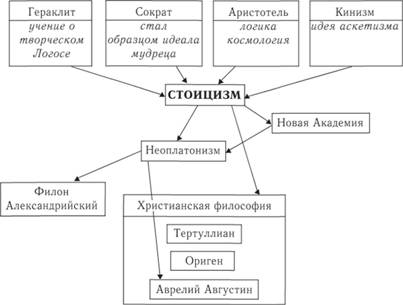 Гераклит
учение о
творческом
Логосе
Сократ
стал
образцом идеала
мудреца
Аристотель
логика
космология
Кинизм
идея аскетизма
СТОИЦИЗМ
Новая Академия
Неоплатонизм
Филон
Александрийский
Христианская философия
Тертуллиан
Ориген
Аврелий Августин